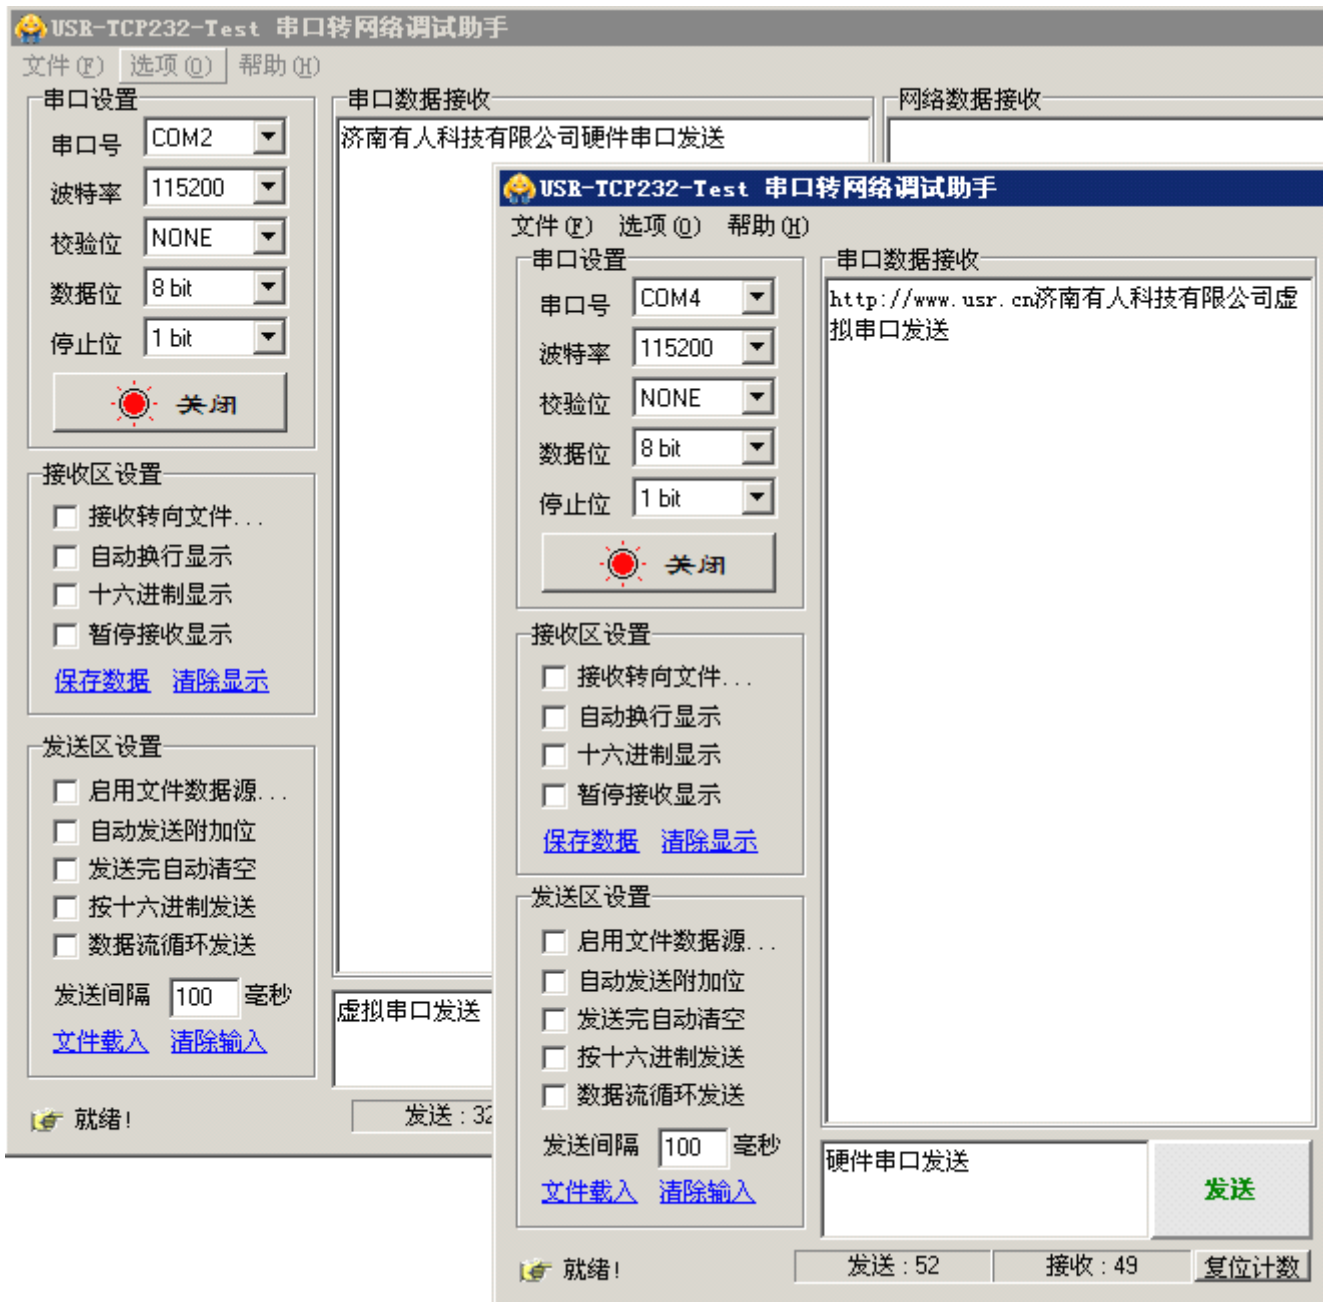 USR-TCP232-Test 串口转网络调试助手
文件(F) 选项(O) 帮助(H)
串口设置
串口号 COM2
波特率 115200
校验位 NONE
数据位 8 bit
停止位 1 bit
关闭
接收区设置
接收转向文件...
自动换行显示
十六进制显示
暂停接收显示
保存数据 清除显示
发送区设置
启用文件数据源...
自动发送附加位
发送完自动清空
按十六进制发送
数据流循环发送
发送间隔 100 毫秒
文件载入 清除输入
就绪!
串口数据接收
济南有人科技有限公司硬件串口发送
网络数据接收
虚拟串口发送
发送 : 32
USR-TCP232-Test 串口转网络调试助手
文件(F) 选项(O) 帮助(H)
串口设置
串口号 COM4
波特率 115200
校验位 NONE
数据位 8 bit
停止位 1 bit
关闭
接收区设置
接收转向文件...
自动换行显示
十六进制显示
暂停接收显示
保存数据 清除显示
发送区设置
启用文件数据源...
自动发送附加位
发送完自动清空
按十六进制发送
数据流循环发送
发送间隔 100 毫秒
文件载入 清除输入
就绪!
串口数据接收
http://www.usr.cn济南有人科技有限公司虚
拟串口发送
硬件串口发送
发送
发送 : 52 接收 : 49 复位计数